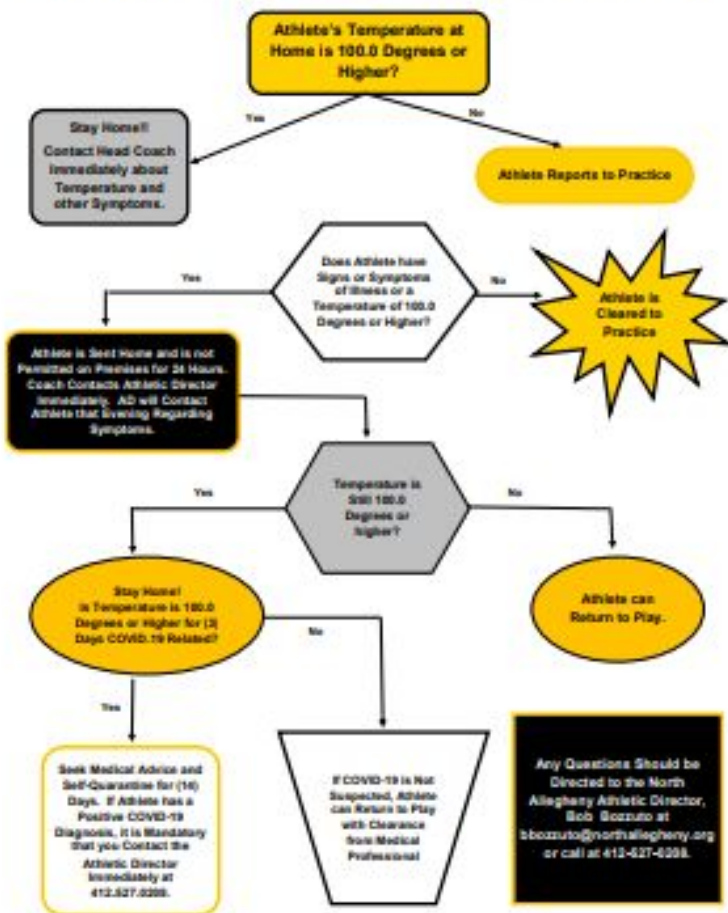 Athlete's Temperature at
Home is 100.0 Degrees or
Higher?
Yes
No
Stay Home!!
Contact Head Coach
Immediately about
Temperature and
other Symptoms.
Athlete Reports to Practice
Does Athlete have
Signs or Symptoms
of Illness or a
Temperature of 100.0
Degrees or Higher?
Yes
No
Athlete is
Cleared to
Practice
Athlete is Sent Home and is not
Permitted on Premises for 24 Hours.
Coach Contacts Athletic Director
Immediately. AD will Contact
Athlete that Evening Regarding
Symptoms.
Temperature is
Still 100.0
Degrees or
higher?
Yes
No
Stay Home!
Is Temperature is 100.0
Degrees or Higher for (3)
Days COVID.19 Related?
Athlete can
Return to Play.
No
Yes
Seek Medical Advice and
Self-Quarantine for (14)
Days. If Athlete has a
Positive COVID-19
Diagnosis, it is Mandatory
that you Contact the
Athletic Director
Immediately at
If COVID-19 is Not
Suspected, Athlete
can Return to Play
with Clearance
from Medical
Professional
Any Questions Should be
Directed to the North
Allegheny Athletic Director,
Bob Bozzuto at
bbozzuto@northallegheny.org
or call at